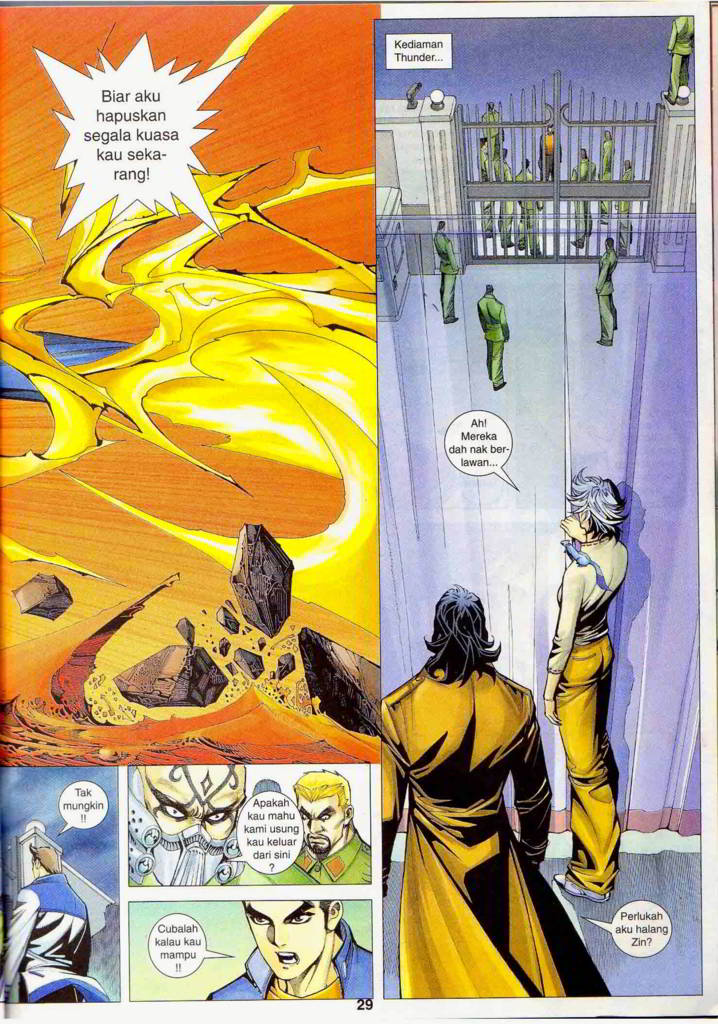 Biar aku
hapuskan
segala kuasa
kau seka-
rang!
Tak
mungkin
!!
Apakah
kau mahu
kami usung
kau keluar
dari sini
?
Cubalah
kalau kau
mampu
!!
Kediaman
Thunder...
Ah!
Mereka
dah nak ber-
lawan...
Perlukah
aku halang
Zin?
29